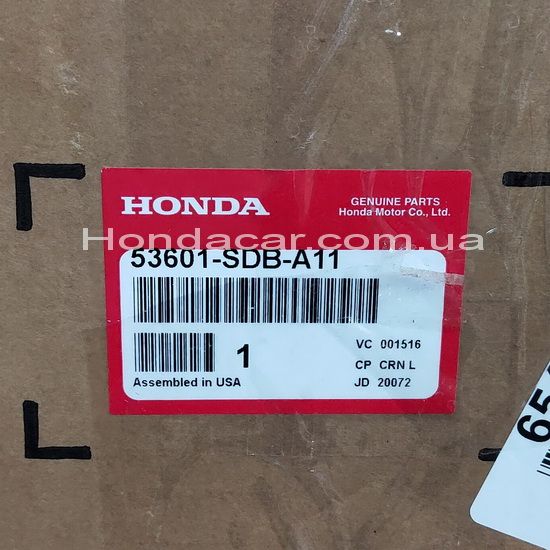 HONDA
GENUINE PARTS
Honda Motor Co., Ltd.
Hondacar.com.ua
53601-SDB-A11
1
VC 001516
CP CRN L
JD 20072
Assembled in USA